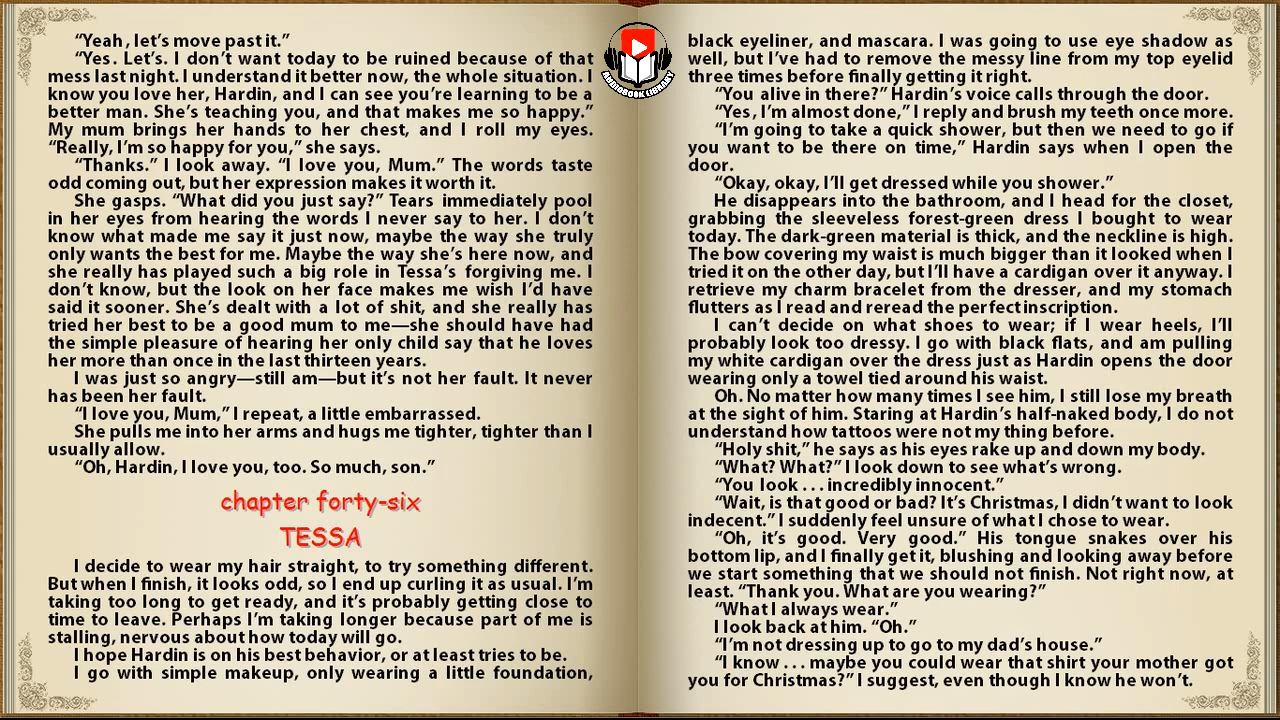 “Yeah, let’s move past it.”
“Yes. Let’s. I don’t want today to be ruined because of that
mess last night. I understand it better now, the whole situation. I
know you love her, Hardin, and I can see you’re learning to be a
better man. She’s teaching you, and that makes me so happy.”
My mum brings her hands to her chest, and I roll my eyes.
“Really, I’m so happy for you,” she says.
“Thanks.” I look away. “I love you, Mum.” The words taste
odd coming out, but her expression makes it worth it.
She gasps. “What did you just say?” Tears immediately pool
in her eyes from hearing the words I never say to her. I don’t
know what made me say it just now, maybe the way she truly
only wants the best for me. Maybe the way she’s here now, and
she really has played such a big role in Tessa’s forgiving me. I
don’t know, but the look on her face makes me wish I’d have
said it sooner. She’s dealt with a lot of shit, and she really has
tried her best to be a good mum to me—she should have had
the simple pleasure of hearing her only child say that he loves
her more than once in the last thirteen years.
I was just so angry—still am—but it’s not her fault. It never
has been her fault.
“I love you, Mum,” I repeat, a little embarrassed.
She pulls me into her arms and hugs me tighter, tighter than I
usually allow.
“Oh, Hardin, I love you, too. So much, son.”
chapter forty-six
TESSA
I decide to wear my hair straight, to try something different.
But when I finish, it looks odd, so I end up curling it as usual. I’m
taking too long to get ready, and it’s probably getting close to
time to leave. Perhaps I’m taking longer because part of me is
stalling, nervous about how today will go.
I hope Hardin is on his best behavior, or at least tries to be.
I go with simple makeup, only wearing a little foundation,
AUDIOBOOK LIBRARY
black eyeliner, and mascara. I was going to use eye shadow as
well, but I’ve had to remove the messy line from my top eyelid
three times before finally getting it right.
“You alive in there?” Hardin’s voice calls through the door.
“Yes, I’m almost done,” I reply and brush my teeth once more.
“I’m going to take a quick shower, but then we need to go if
you want to be there on time,” Hardin says when I open the
door.
“Okay, okay, I’ll get dressed while you shower.”
He disappears into the bathroom, and I head for the closet,
grabbing the sleeveless forest-green dress I bought to wear
today. The dark-green material is thick, and the neckline is high.
The bow covering my waist is much bigger than it looked when I
tried it on the other day, but I’ll have a cardigan over it anyway. I
retrieve my charm bracelet from the dresser, and my stomach
flutters as I read and reread the perfect inscription.
I can’t decide on what shoes to wear; if I wear heels, I’ll
probably look too dressy. I go with black flats, and am pulling
my white cardigan over the dress just as Hardin opens the door
wearing only a towel tied around his waist.
Oh. No matter how many times I see him, I still lose my breath
at the sight of him. Staring at Hardin’s half-naked body, I do not
understand how tattoos were not my thing before.
“Holy shit,” he says as his eyes rake up and down my body.
“What? What?” I look down to see what’s wrong.
“You look . . . incredibly innocent.”
“Wait, is that good or bad? It’s Christmas, I didn’t want to look
indecent.” I suddenly feel unsure of what I chose to wear.
“Oh, it’s good. Very good.” His tongue snakes over his
bottom lip, and I finally get it, blushing and looking away before
we start something that we should not finish. Not right now, at
least. “Thank you. What are you wearing?”
“What I always wear.”
I look back at him. “Oh.”
“I’m not dressing up to go to my dad’s house.”
“I know . . . maybe you could wear that shirt your mother got
you for Christmas?” I suggest, even though I know he won’t.